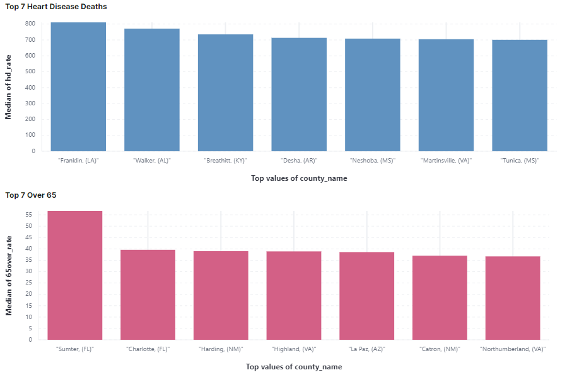 Top 7 Heart Disease Deaths
Median of hd_rate
800
700
600
500
400
300
200
100
0
"Franklin, (LA)" "Walker, (AL)" "Breathitt, (KY)" "Desha, (AR)" "Neshoba, (MS)" "Martinsville, (VA)" "Tunica, (MS)"
Top values of county_name
Top 7 Over 65
Median of 65over_rate
55
50
45
40
35
30
25
20
15
10
5
0
"Sumter, (FL)" "Charlotte, (FL)" "Harding, (NM)" "Highland, (VA)" "La Paz, (AZ)" "Catron, (NM)" "Northumberland, (VA)"
Top values of county_name